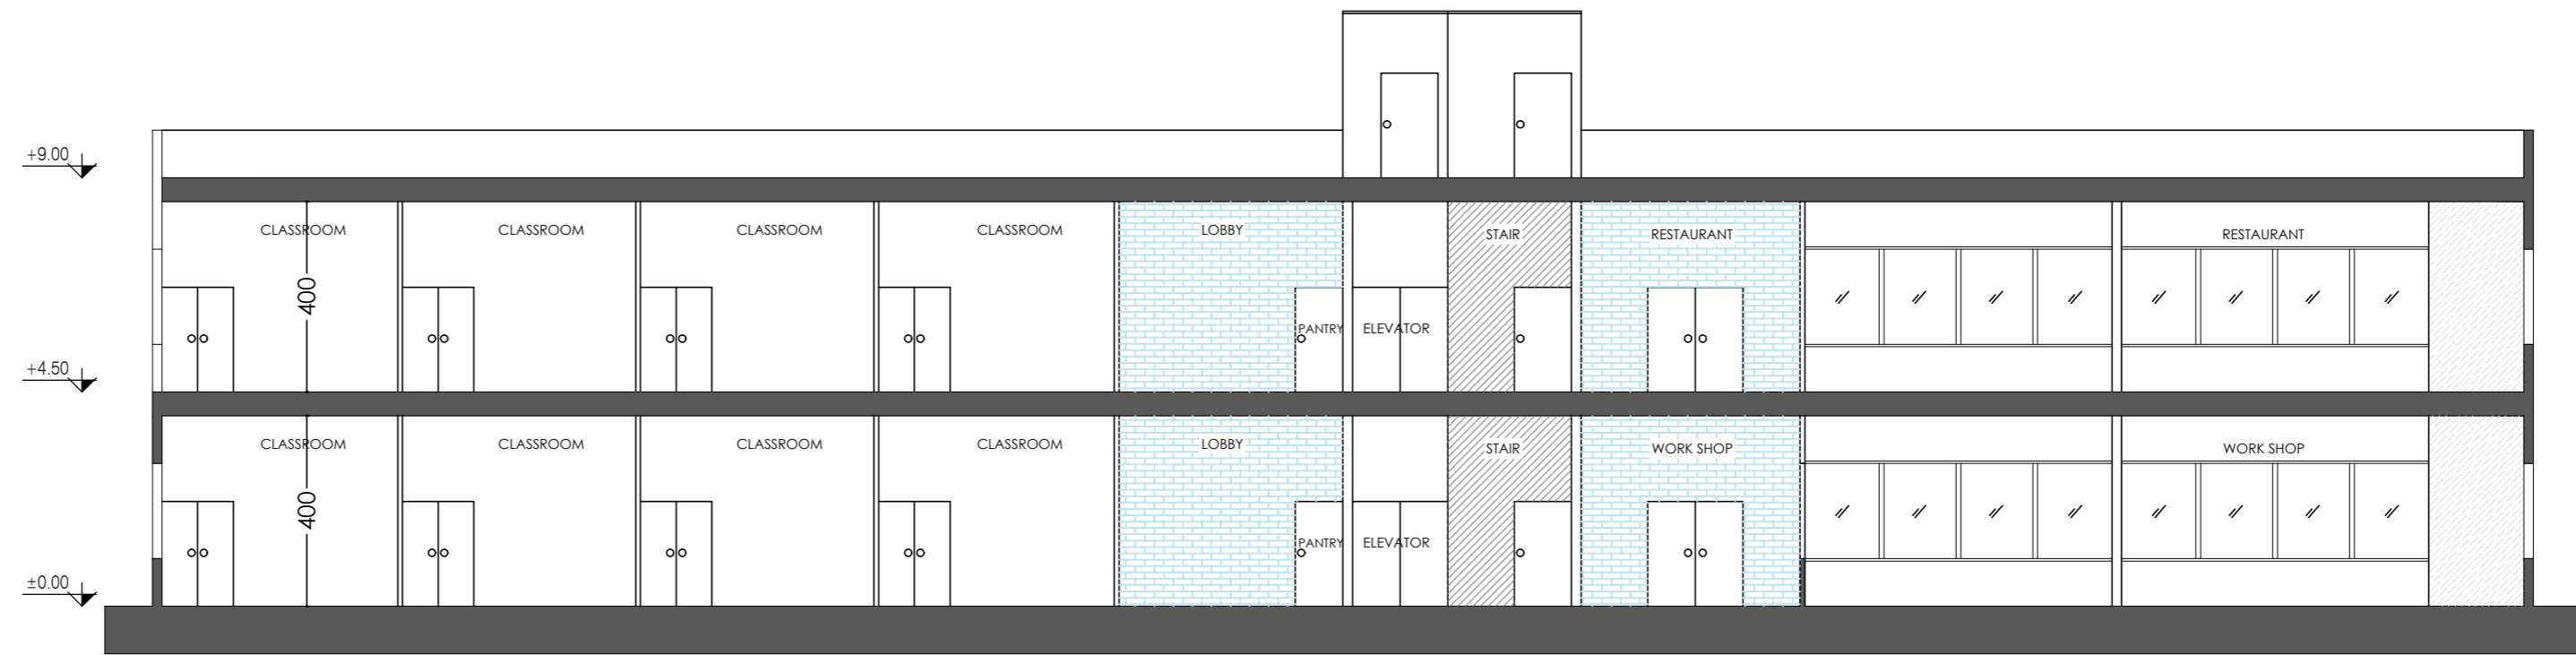 +9.00
CLASSROOM
CLASSROOM
CLASSROOM
CLASSROOM
LOBBY
STAIR
RESTAURANT
RESTAURANT
400
PANTRY
ELEVATOR
+4.50
CLASSROOM
CLASSROOM
CLASSROOM
CLASSROOM
LOBBY
STAIR
WORK SHOP
WORK SHOP
400
PANTRY
ELEVATOR
±0.00